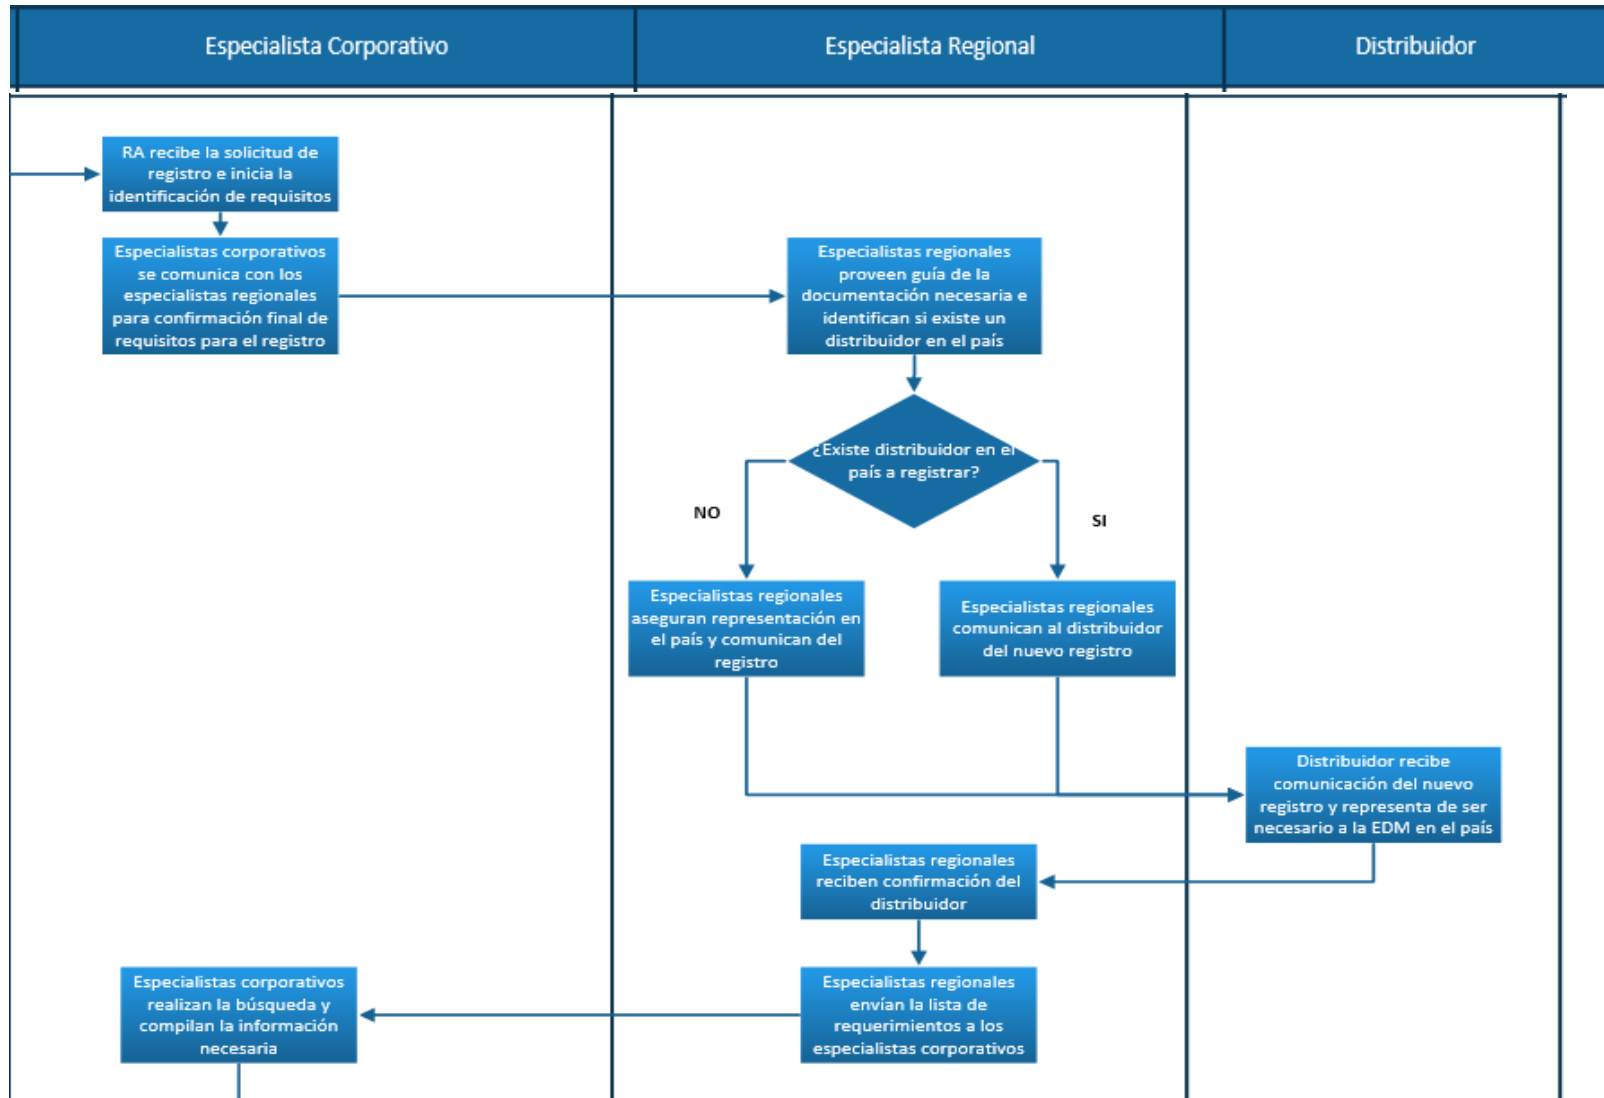 Especialista Corporativo
Especialista Regional
Distribuidor
RA recibe la solicitud de
registro e inicia la
identificación de requisitos
Especialistas corporativos
se comunica con los
especialistas regionales
para confirmación final de
requisitos para el registro
Especialistas regionales
proveen guía de la
documentación necesaria e
identifican si existe un
distribuidor en el país
¿Existe distribuidor en el
país a registrar?
NO
SI
Especialistas regionales
aseguran representación en
el país y comunican del
registro
Especialistas regionales
comunican al distribuidor
del nuevo registro
Distribuidor recibe
comunicación del nuevo
registro y representa de ser
necesario a la EDM en el país
Especialistas regionales
reciben confirmación del
distribuidor
Especialistas regionales
envían la lista de
requerimientos a los
especialistas corporativos
Especialistas corporativos
realizan la búsqueda y
compilan la información
necesaria